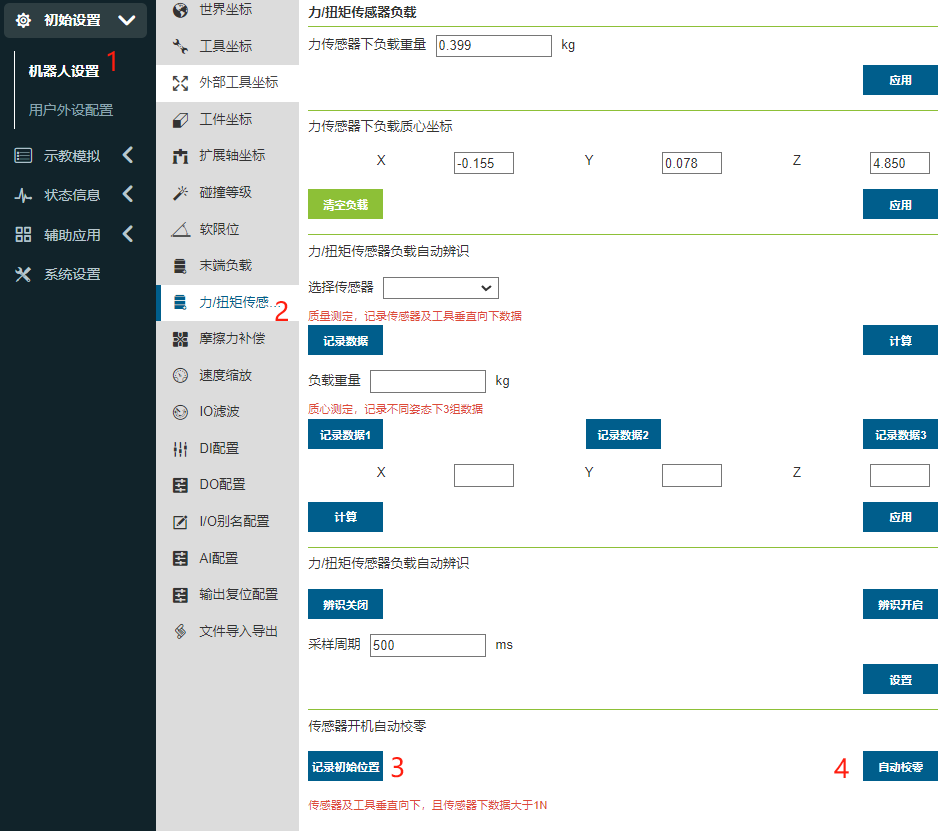 初始设置
机器人设置 1
用户外设配置
示教模拟
状态信息
辅助应用
系统设置
世界坐标
工具坐标
外部工具坐标
工件坐标
扩展轴坐标
碰撞等级
软限位
末端负载
力/扭矩传感... 2
摩擦力补偿
速度缩放
IO滤波
DI配置
DO配置
I/O别名配置
AI配置
输出复位配置
文件导入导出
力/扭矩传感器负载
力传感器下负载重量 0.399 kg
应用
力传感器下负载质心坐标
X -0.155 Y 0.078 Z 4.850
清空负载 应用
力/扭矩传感器负载自动辨识
选择传感器
质量测定，记录传感器及工具垂直向下数据
记录数据 计算
负载重量 kg
质心测定，记录不同姿态下3组数据
记录数据1 记录数据2 记录数据3
X Y Z
计算 应用
力/扭矩传感器负载自动辨识
辨识关闭 辨识开启
采样周期 500 ms
设置
传感器开机自动校零
记录初始位置 3 4 自动校零
传感器及工具垂直向下，且传感器下数据大于1N